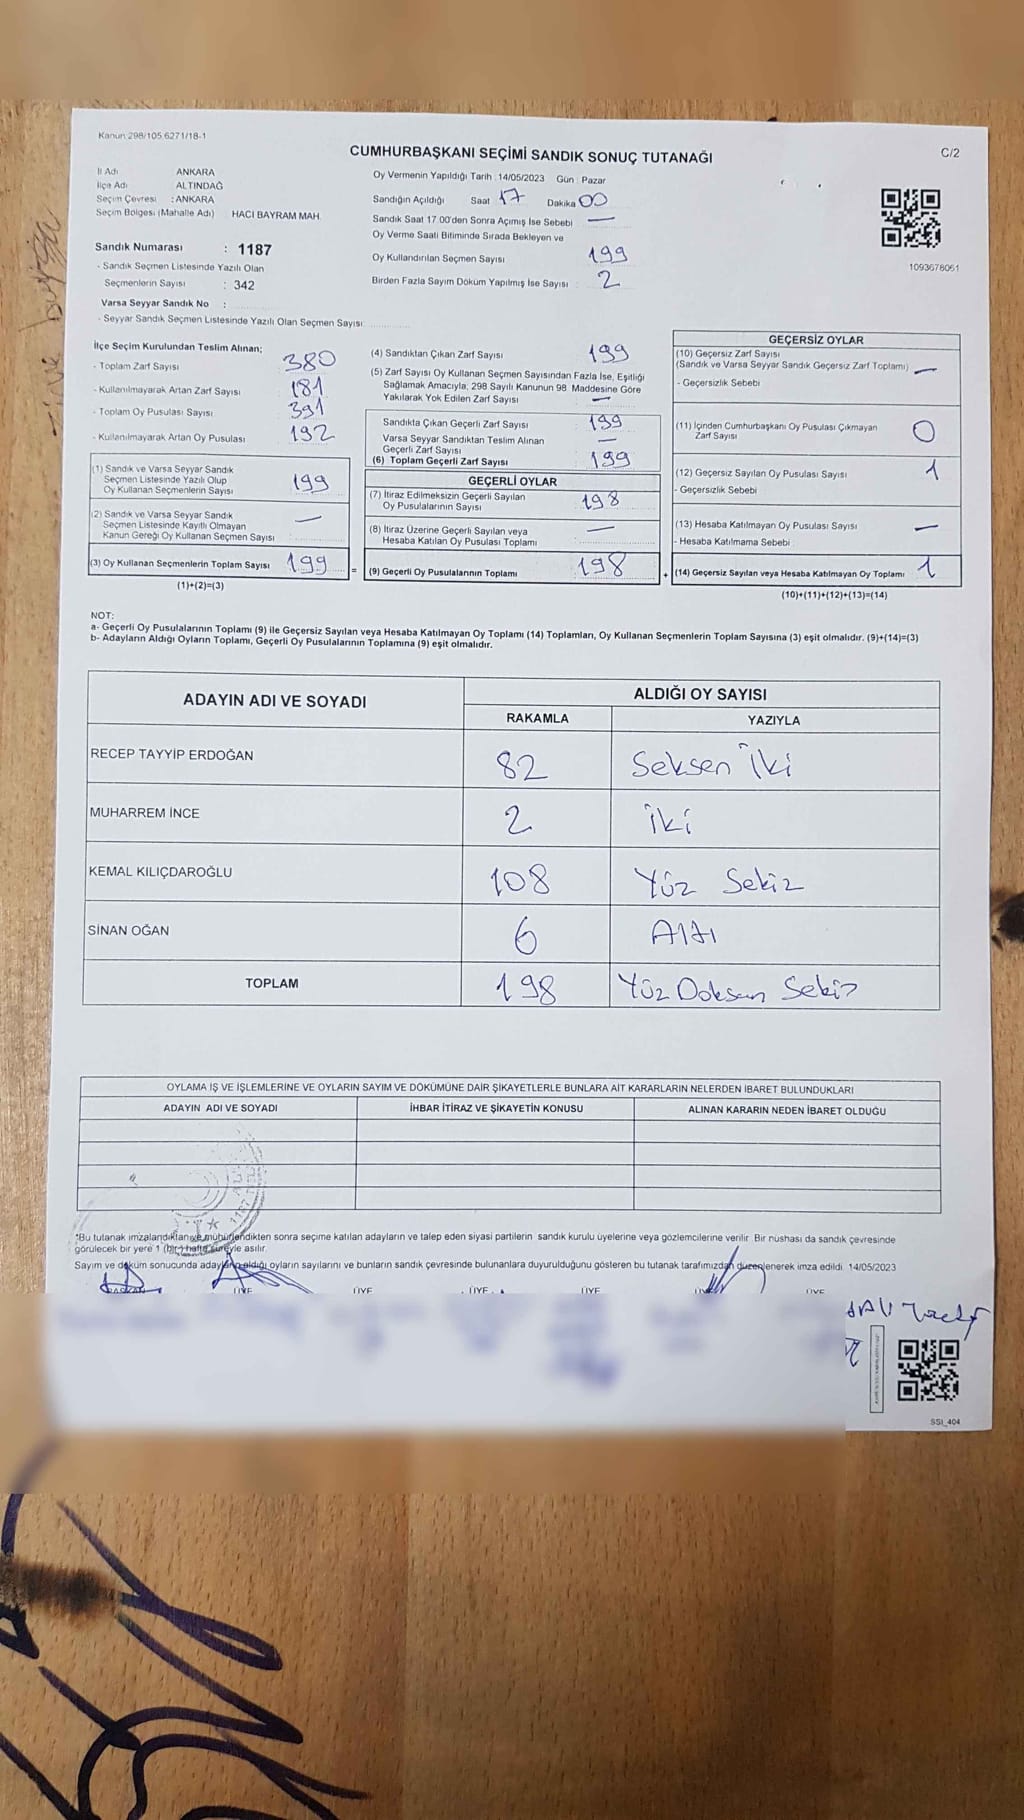 Kanun 298/105,6271/18-1
CUMHURBAŞKANI SEÇİMİ SANDIK SONUÇ TUTANAĞI
C/2
İl Adı : ANKARA
İlçe Adı : ALTINDAĞ
Seçim Çevresi : ANKARA
Seçim Bölgesi (Mahalle Adı) HACI BAYRAM MAH.
Sandık Numarası : 1187
- Sandık Seçmen Listesinde Yazılı Olan
Seçmenlerin Sayısı : 342
Varsa Seyyar Sandık No :
- Seyyar Sandık Seçmen Listesinde Yazılı Olan Seçmen Sayısı:
Oy Vermenin Yapıldığı Tarih :14/05/2023 Gün : Pazar
Sandığın Açıldığı Saat 17 Dakika 00
Sandık Saat 17.00'den Sonra Açımış İse Sebebi —
Oy Verme Saati Bitiminde Sırada Bekleyen ve
Oy Kullandırılan Seçmen Sayısı 199
Birden Fazla Sayım Döküm Yapılmış İse Sayısı : 2
1093678051
İlçe Seçim Kurulundan Teslim Alınan;
- Toplam Zarf Sayısı 380
- Kullanılmayarak Artan Zarf Sayısı 181
- Toplam Oy Pusulası Sayısı 391
- Kullanılmayarak Artan Oy Pusulası 192
(1) Sandık ve Varsa Seyyar Sandık
Seçmen Listesinde Yazılı Olup
Oy Kullanan Seçmenlerin Sayısı 199
(2) Sandık ve Varsa Seyyar Sandık
Seçmen Listesinde Kayıtlı Olmayan
Kanun Gereği Oy Kullanan Seçmen Sayısı —
(3) Oy Kullanan Seçmenlerin Toplam Sayısı 199 =
(1)+(2)=(3)
(4) Sandıktan Çıkan Zarf Sayısı 199
(5) Zarf Sayısı Oy Kullanan Seçmen Sayısından Fazla İse, Eşitliği
Sağlamak Amacıyla; 298 Sayılı Kanunun 98. Maddesine Göre
Yakılarak Yok Edilen Zarf Sayısı —
Sandıkta Çıkan Geçerli Zarf Sayısı 199
Varsa Seyyar Sandıktan Teslim Alınan
Geçerli Zarf Sayısı —
(6) Toplam Geçerli Zarf Sayısı 199
GEÇERLİ OYLAR
(7) İtiraz Edilmeksizin Geçerli Sayılan
Oy Pusulalarının Sayısı 198
(8) İtiraz Üzerine Geçerli Sayılan veya
Hesaba Katılan Oy Pusulası Toplamı —
(9) Geçerli Oy Pusulalarının Toplamı 198 +
GEÇERSİZ OYLAR
(10) Geçersiz Zarf Sayısı
(Sandık ve Varsa Seyyar Sandık Geçersiz Zarf Toplamı) —
- Geçersizlik Sebebi
(11) İçinden Cumhurbaşkanı Oy Pusulası Çıkmayan
Zarf Sayısı 0
(12) Geçersiz Sayılan Oy Pusulası Sayısı 1
- Geçersizlik Sebebi
(13) Hesaba Katılmayan Oy Pusulası Sayısı —
- Hesaba Katılmama Sebebi
(14) Geçersiz Sayılan veya Hesaba Katılmayan Oy Toplamı 1
(10)+(11)+(12)+(13)=(14)
NOT:
a- Geçerli Oy Pusulalarının Toplamı (9) ile Geçersiz Sayılan veya Hesaba Katılmayan Oy Toplamı (14) Toplamları, Oy Kullanan Seçmenlerin Toplam Sayısına (3) eşit olmalıdır. (9)+(14)=(3)
b- Adayların Aldığı Oyların Toplamı, Geçerli Oy Pusulalarının Toplamına (9) eşit olmalıdır.
ADAYIN ADI VE SOYADI ALDIĞI OY SAYISI
RAKAMLA YAZIYLA
RECEP TAYYİP ERDOĞAN 82 Seksen İki
MUHARREM İNCE 2 İki
KEMAL KILIÇDAROĞLU 108 Yüz Sekiz
SİNAN OĞAN 6 Altı
TOPLAM 198 Yüz Doksan Sekiz
OYLAMA İŞ VE İŞLEMLERİNE VE OYLARIN SAYIM VE DÖKÜMÜNE DAİR ŞİKAYETLERLE BUNLARA AİT KARARLARIN NELERDEN İBARET BULUNDUKLARI
ADAYIN ADI VE SOYADI İHBAR İTİRAZ VE ŞİKAYETİN KONUSU ALINAN KARARIN NEDEN İBARET OLDUĞU
*Bu tutanak imzalandıktan ve mühürlendikten sonra seçime katılan adayların ve talep eden siyasi partilerin sandık kurulu üyelerine veya gözlemcilerine verilir. Bir nüshası da sandık çevresinde
görülecek bir yere 1 (bir) hafta süreyle asılır.
Sayım ve döküm sonucunda adayların aldığı oyların sayılarını ve bunların sandık çevresinde bulunanlara duyurulduğunu gösteren bu tutanak tarafımızdan düzenlenerek imza edildi. 14/05/2023
BAŞKAN ÜYE ÜYE ÜYE ÜYE ÜYE
SSI_404